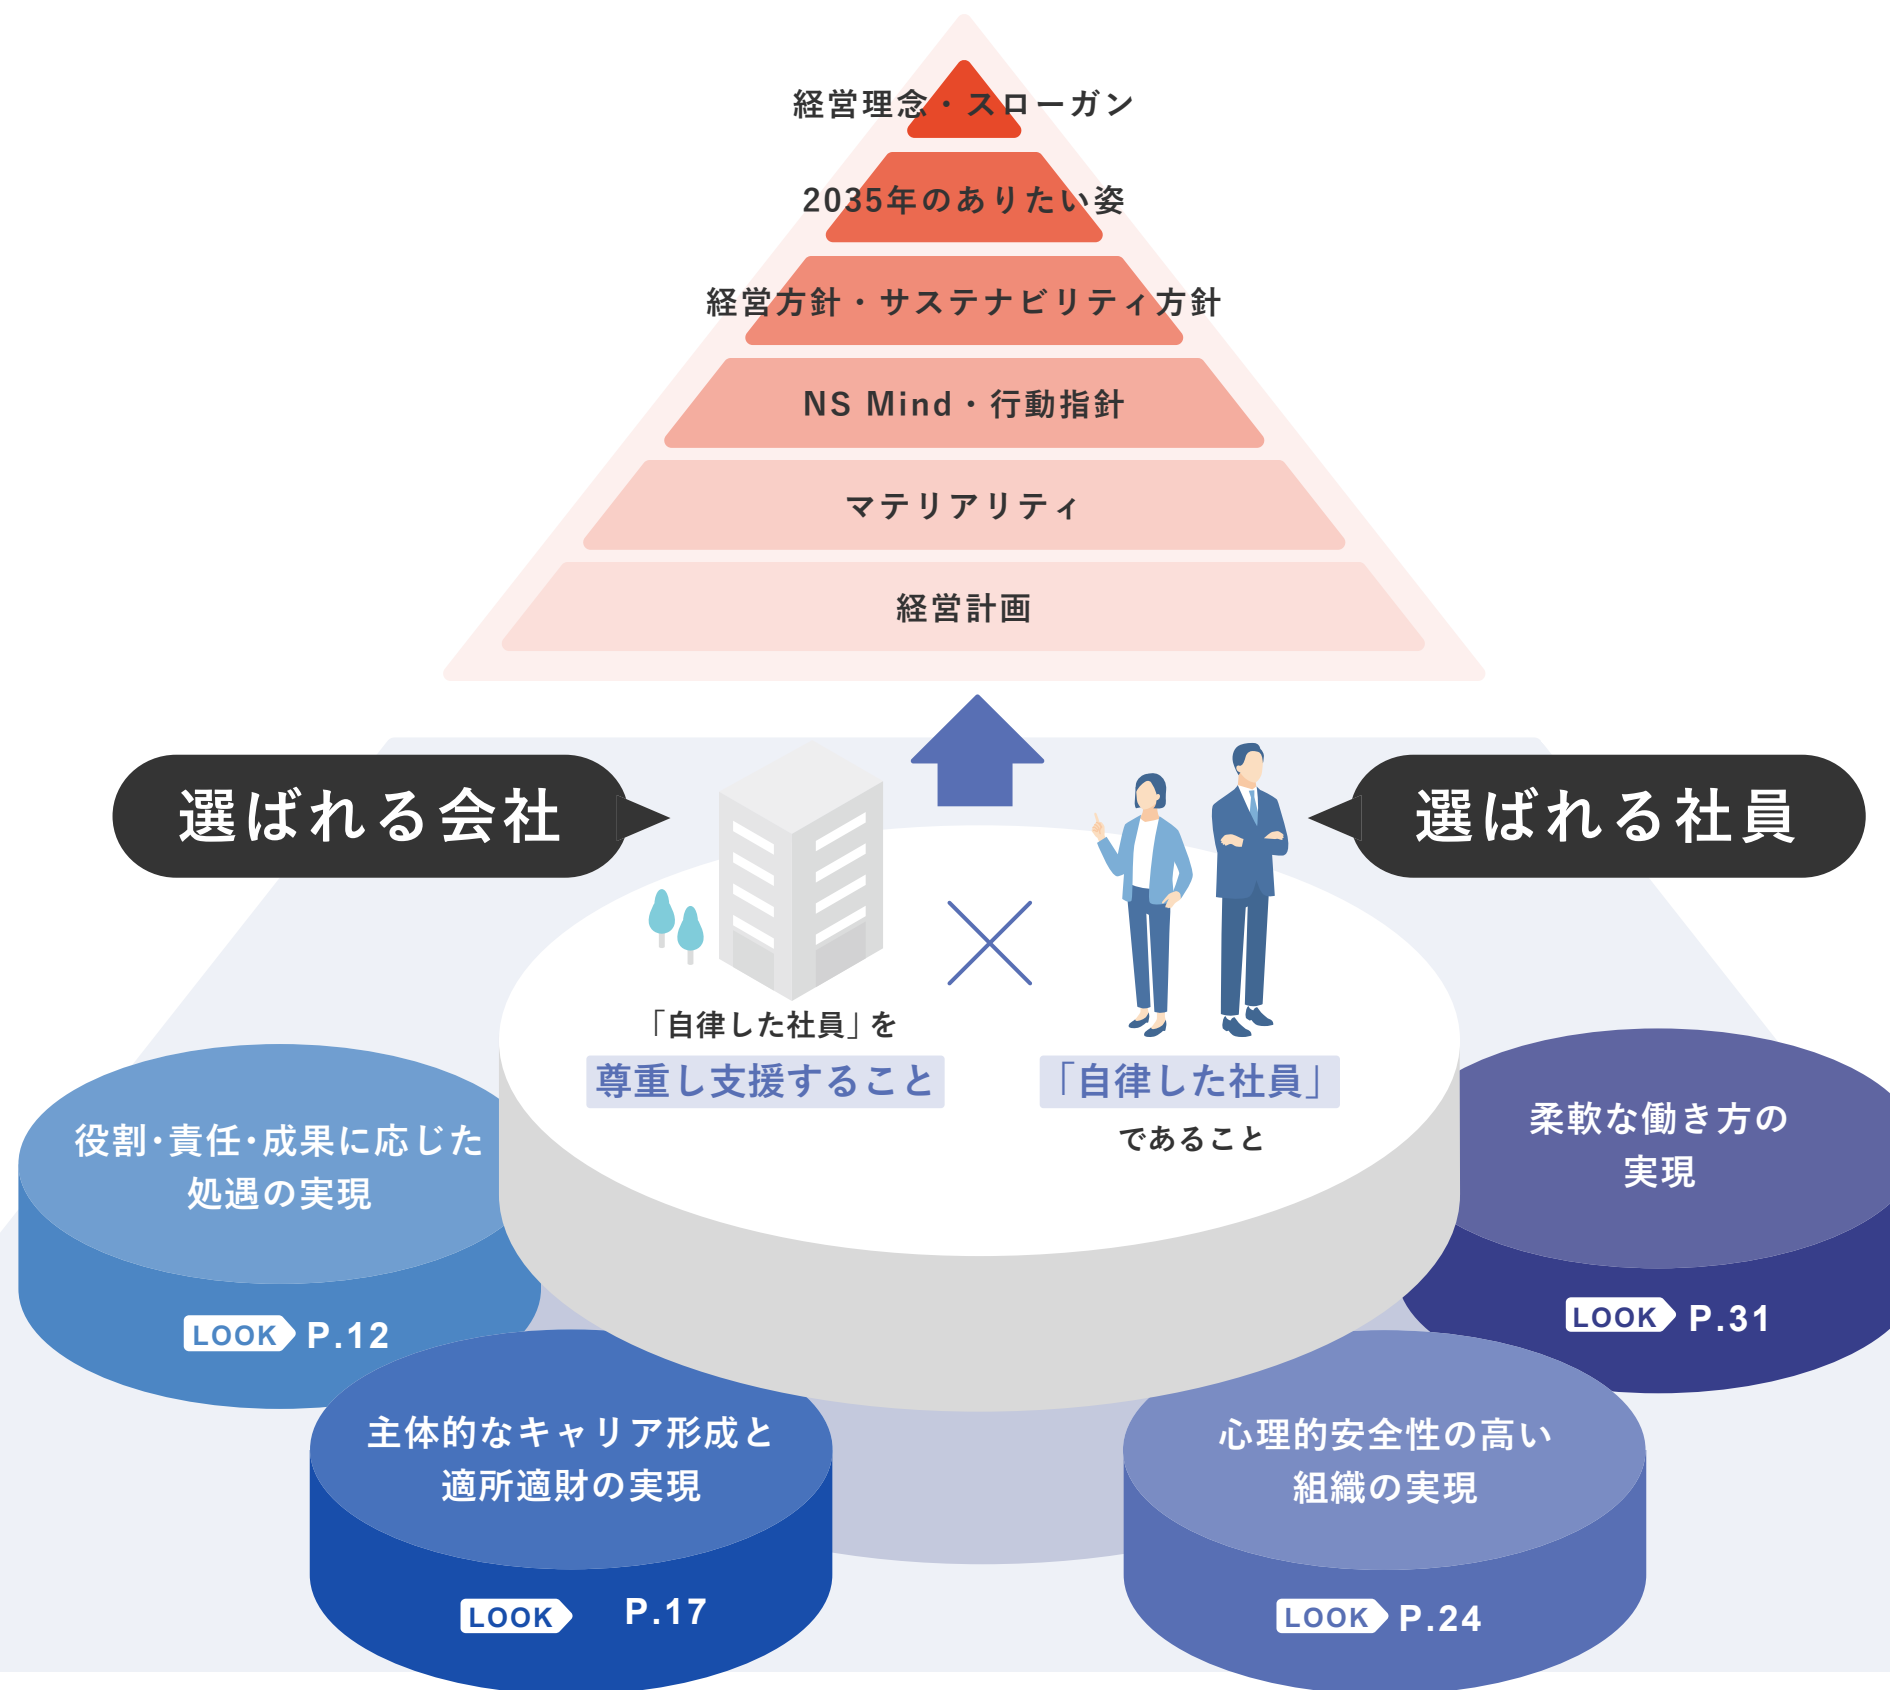 経営理念・スローガン
2035年のありたい姿
経営方針・サステナビリティ方針
NS Mind・行動指針
マテリアリティ
経営計画
選ばれる会社
選ばれる社員
「自律した社員」を
尊重し支援すること
「自律した社員」
であること
役割・責任・成果に応じた
処遇の実現
LOOK P.12
柔軟な働き方の
実現
LOOK P.31
主体的なキャリア形成と
適所適財の実現
LOOK P.17
心理的安全性の高い
組織の実現
LOOK P.24